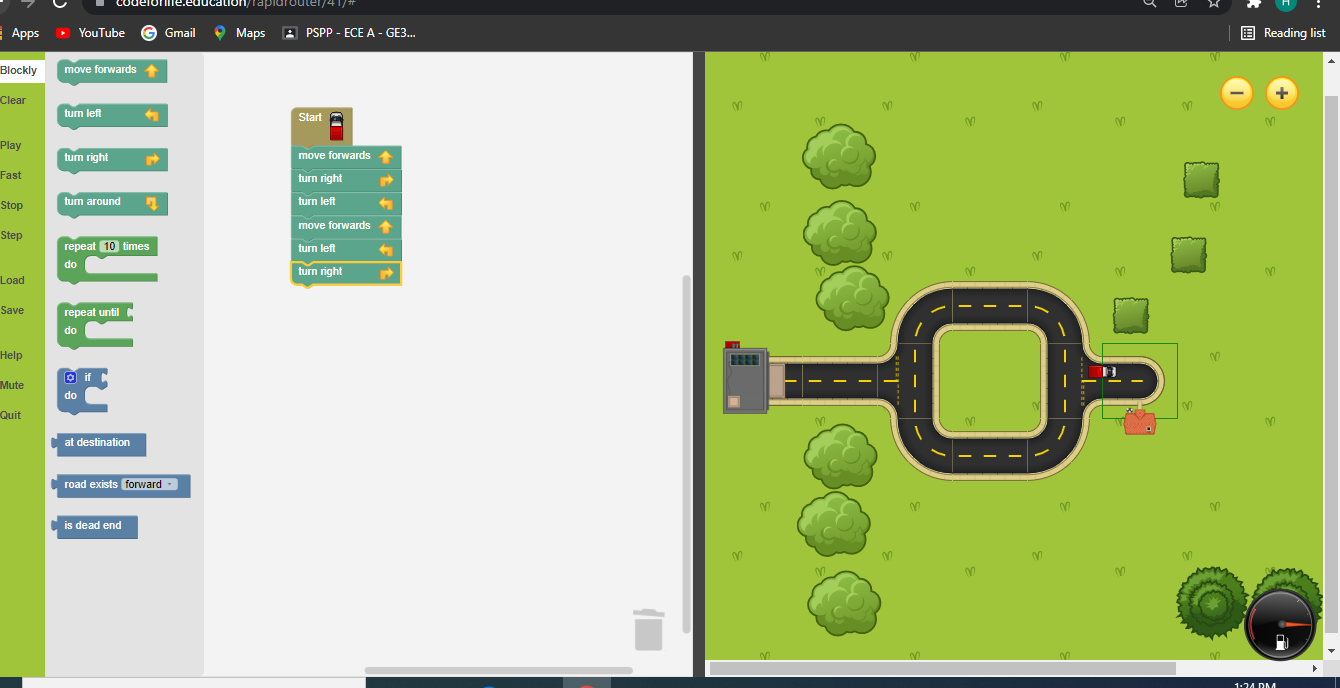 codeforlife.education/rapidrouter/41/#
Apps YouTube Gmail Maps PSPP - ECE A - GE3... Reading list
Blockly
Clear
Play
Fast
Stop
Step
Load
Save
Help
Mute
Quit
move forwards
turn left
turn right
turn around
repeat 10 times
do
repeat until
do
if
do
at destination
road exists forward
is dead end
Start
move forwards
turn right
turn left
move forwards
turn left
turn right
1:24 PM